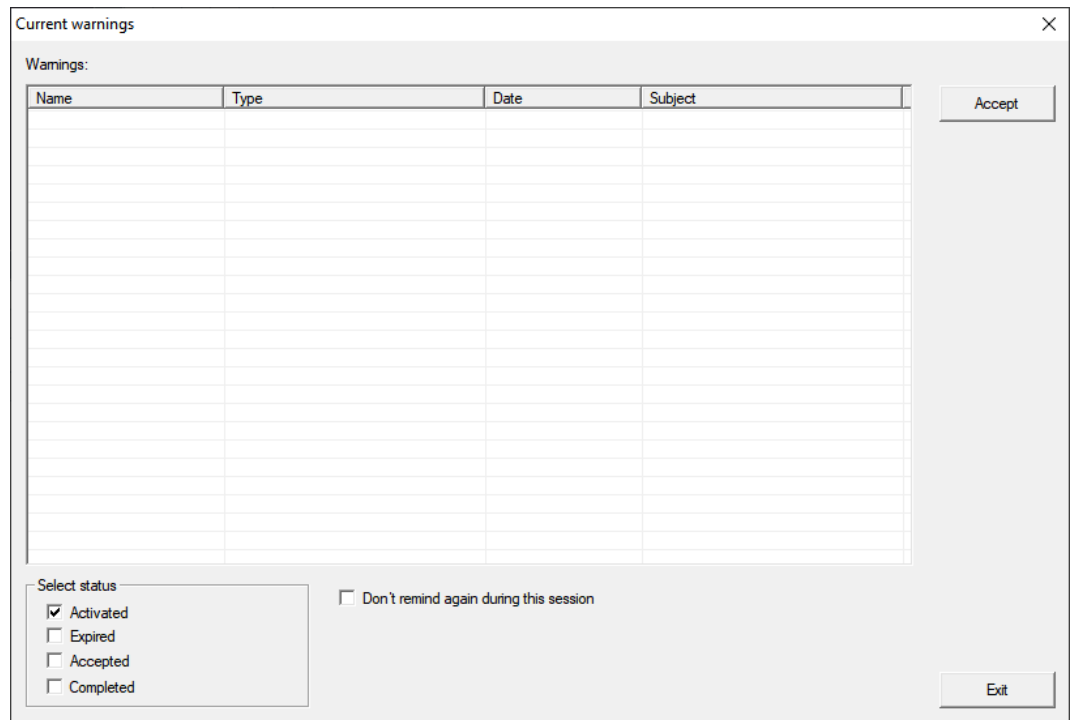 Current warnings
Warnings:
Name Type Date Subject
Accept
Select status
Activated
Expired
Accepted
Completed
Don't remind again during this session
Exit